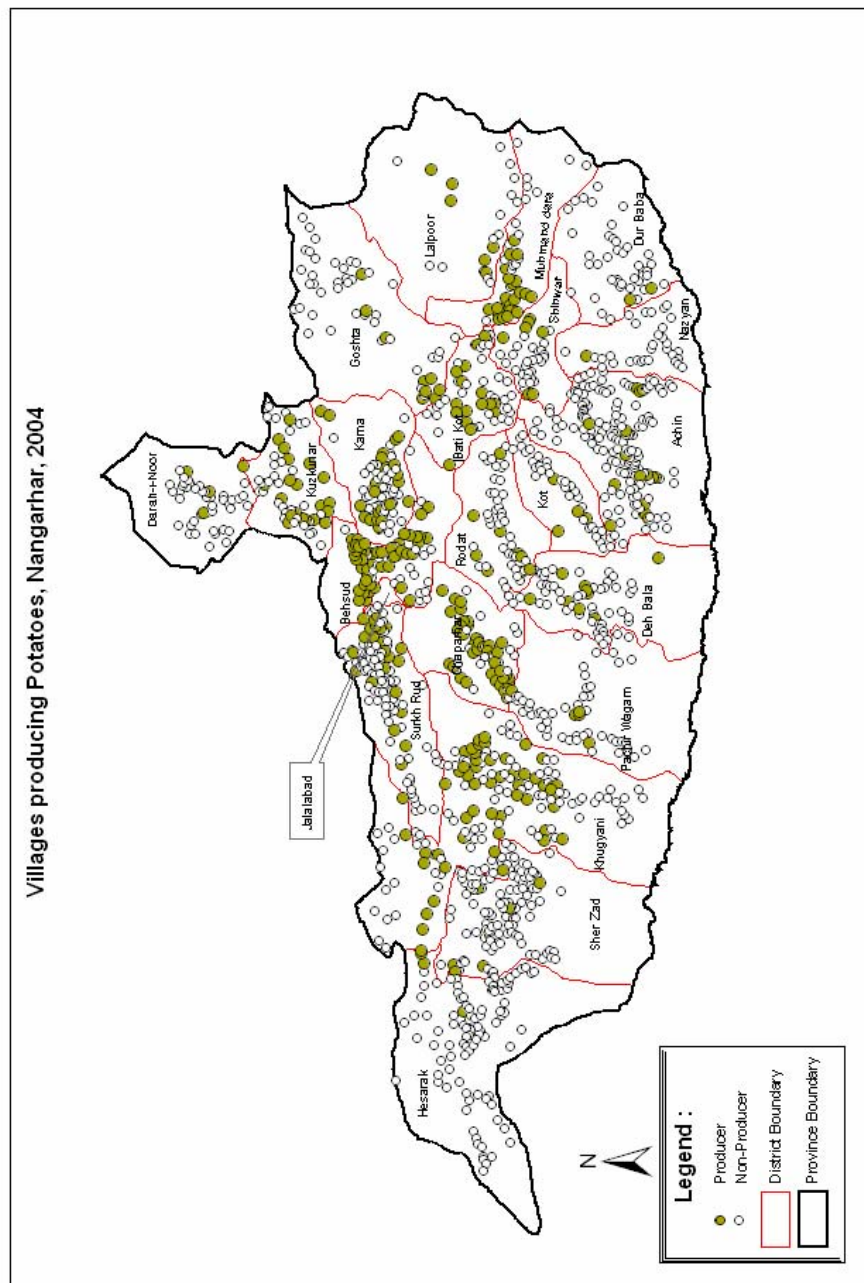 Villages producing Potatoes, Nangarhar, 2004
Darah-i-Noor
Kuzkunar
Goshta
Lalpoor
Kama
Behsud
Jalalabad
Surkh Rud
Bati Kot
Muhmand dara
Shinwar
Dur Baba
Nazyan
Achin
Kot
Rodat
Chaparhar
Deh Bala
Pachir Wagam
Khugyani
Sher Zad
Hesarak
N
Legend :
Producer
Non-Producer
District Boundary
Province Boundary